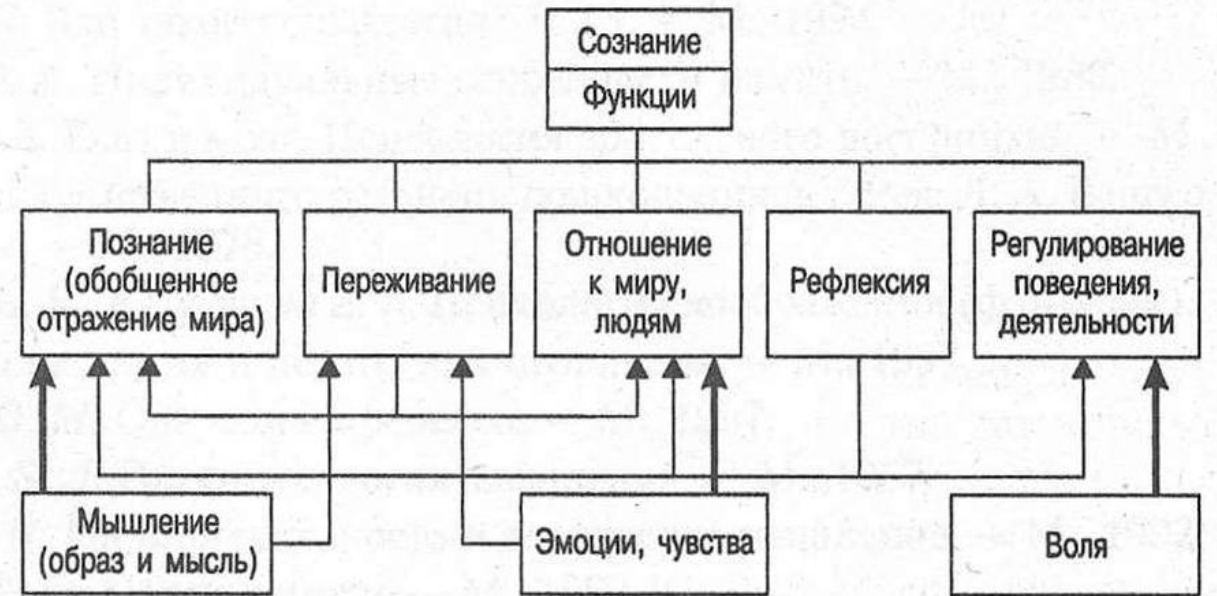 Сознание
Функции
Познание
(обобщенное
отражение мира)
Переживание
Отношение
к миру,
людям
Рефлексия
Регулирование
поведения,
деятельности
Мышление
(образ и мысль)
Эмоции, чувства
Воля